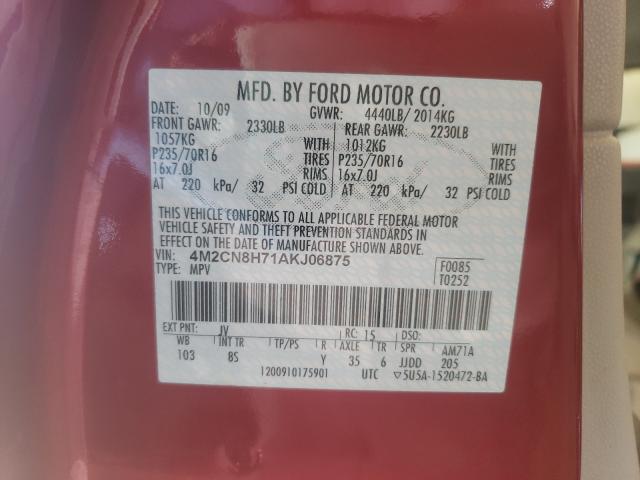 MFD. BY FORD MOTOR CO.
DATE: 10/09 GVWR: 4440LB/ 2014KG
FRONT GAWR: 2330LB REAR GAWR: 2230LB
1057KG 1012KG
P235/70R16 TIRES P235/70R16 TIRES
16x7.0J RIMS 16x7.0J RIMS
AT 220 kPa/ 32 PSI COLD AT 220 kPa/ 32 PSI COLD
THIS VEHICLE CONFORMS TO ALL APPLICABLE FEDERAL MOTOR
VEHICLE SAFETY AND THEFT PREVENTION STANDARDS IN
EFFECT ON THE DATE OF MANUFACTURE SHOWN ABOVE.
VIN: 4M2CN8H71AKJ06875 F0085
TYPE: MPV T0252
EXT PNT: JV RC: 15 DSO:
WB INT TR TP/PS R AXLE TR SPR AM71A
103 8S Y 35 6 JJDD 205
1200910175901 UTC ▽5U5A-1520472-BA